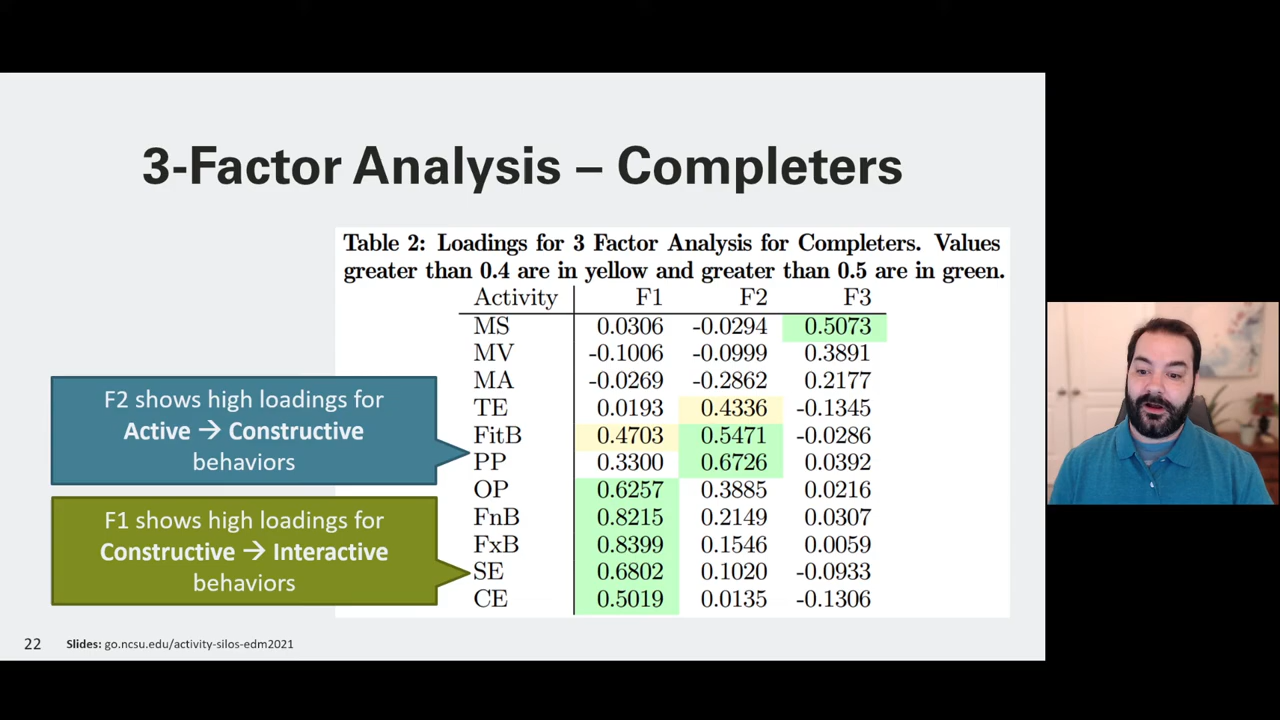 3-Factor Analysis – Completers
Table 2: Loadings for 3 Factor Analysis for Completers. Values
greater than 0.4 are in yellow and greater than 0.5 are in green.
Activity F1 F2 F3
MS 0.0306 -0.0294 0.5073
MV -0.1006 -0.0999 0.3891
MA -0.0269 -0.2862 0.2177
TE 0.0193 0.4336 -0.1345
FitB 0.4703 0.5471 -0.0286
PP 0.3300 0.6726 0.0392
OP 0.6257 0.3885 0.0216
FnB 0.8215 0.2149 0.0307
FxB 0.8399 0.1546 0.0059
SE 0.6802 0.1020 -0.0933
CE 0.5019 0.0135 -0.1306
F2 shows high loadings for
Active → Constructive
behaviors
F1 shows high loadings for
Constructive → Interactive
behaviors
22 Slides: go.ncsu.edu/activity-silos-edm2021